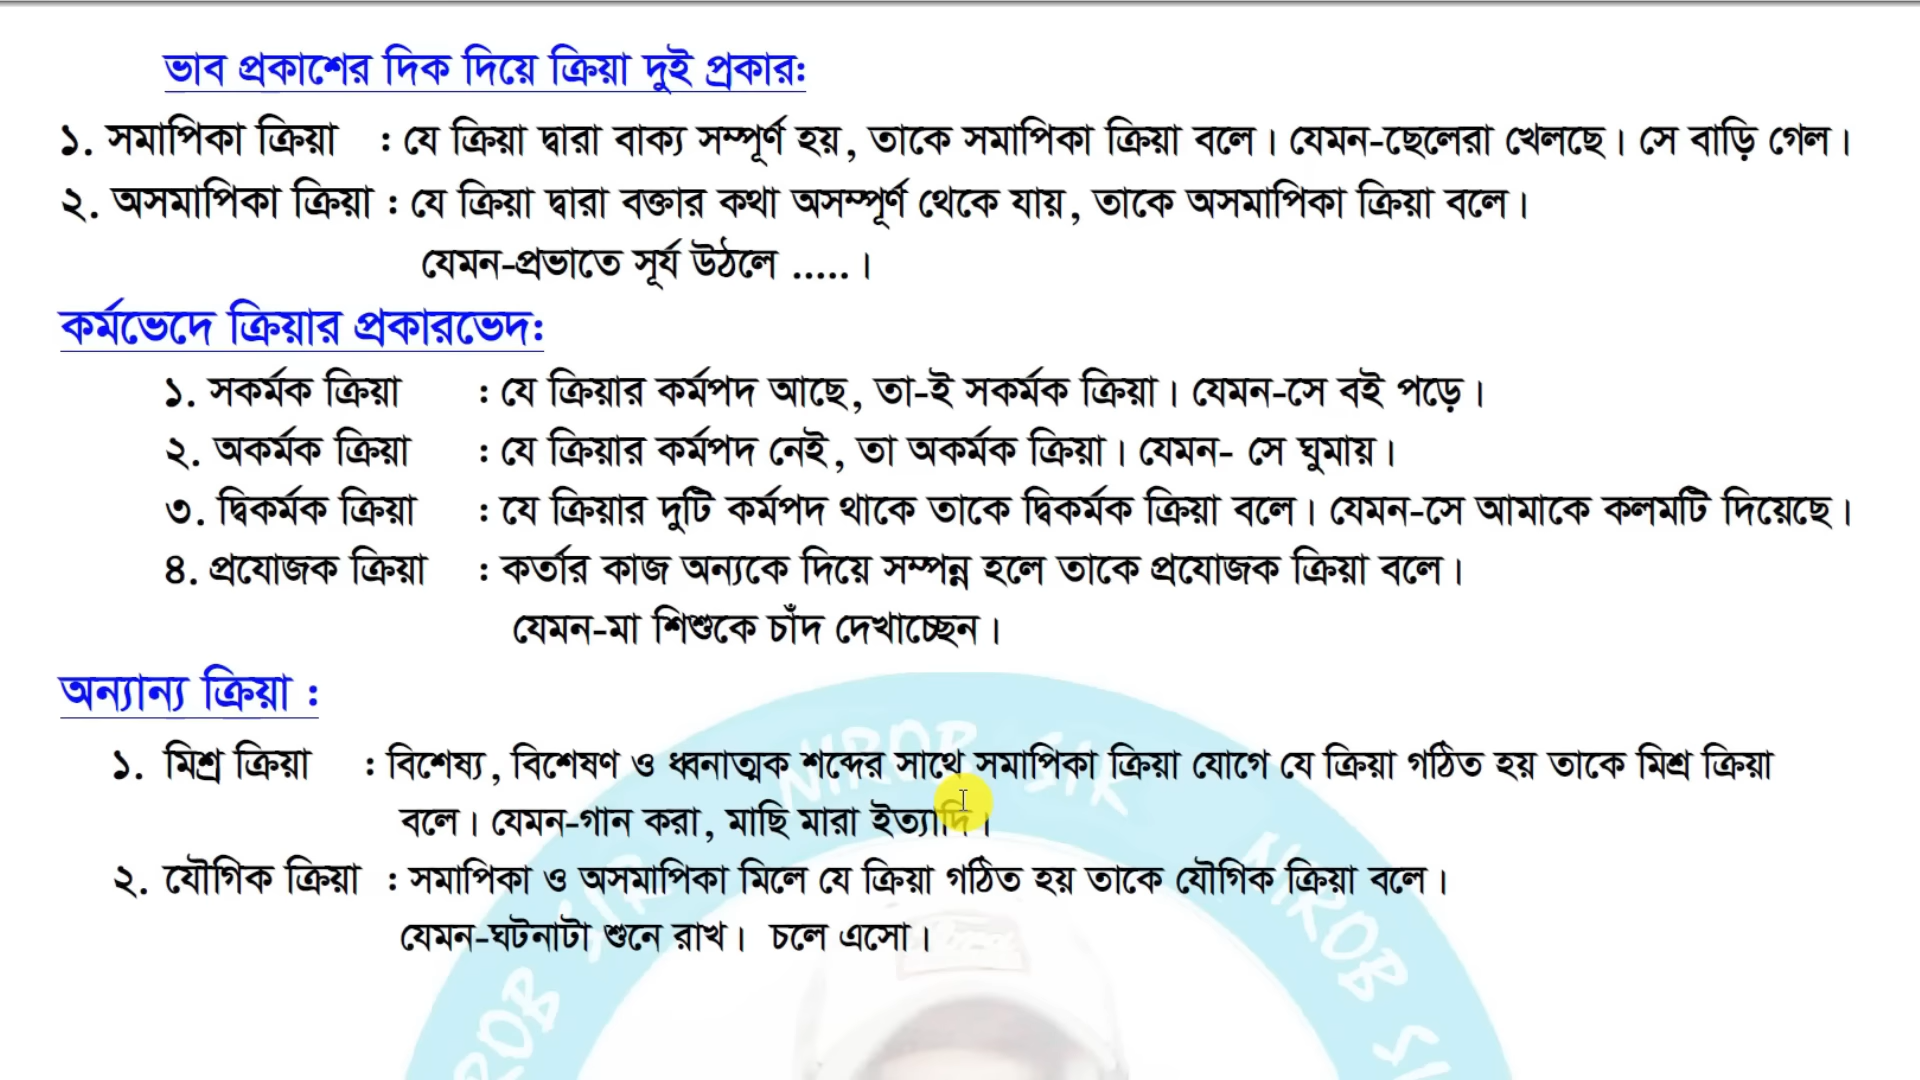 ভাব প্রকাশের দিক দিয়ে ক্রিয়া দুই প্রকার:
১. সমাপিকা ক্রিয়া : যে ক্রিয়া দ্বারা বাক্য সম্পূর্ণ হয়, তাকে সমাপিকা ক্রিয়া বলে। যেমন-ছেলেরা খেলছে। সে বাড়ি গেল।
২. অসমাপিকা ক্রিয়া : যে ক্রিয়া দ্বারা বক্তার কথা অসম্পূর্ণ থেকে যায়, তাকে অসমাপিকা ক্রিয়া বলে।
যেমন-প্রভাতে সূর্য উঠলে .....।
কর্মভেদে ক্রিয়ার প্রকারভেদ:
১. সকর্মক ক্রিয়া : যে ক্রিয়ার কর্মপদ আছে, তা-ই সকর্মক ক্রিয়া। যেমন-সে বই পড়ে।
২. অকর্মক ক্রিয়া : যে ক্রিয়ার কর্মপদ নেই, তা অকর্মক ক্রিয়া। যেমন- সে ঘুমায়।
৩. দ্বিকর্মক ক্রিয়া : যে ক্রিয়ার দুটি কর্মপদ থাকে তাকে দ্বিকর্মক ক্রিয়া বলে। যেমন-সে আমাকে কলমটি দিয়েছে।
৪. প্রযোজক ক্রিয়া : কর্তার কাজ অন্যকে দিয়ে সম্পন্ন হলে তাকে প্রযোজক ক্রিয়া বলে।
যেমন-মা শিশুকে চাঁদ দেখাচ্ছেন।
অন্যান্য ক্রিয়া :
১. মিশ্র ক্রিয়া : বিশেষ্য, বিশেষণ ও ধ্বনাত্মক শব্দের সাথে সমাপিকা ক্রিয়া যোগে যে ক্রিয়া গঠিত হয় তাকে মিশ্র ক্রিয়া
বলে। যেমন-গান করা, মাছি মারা ইত্যাদি।
২. যৌগিক ক্রিয়া : সমাপিকা ও অসমাপিকা মিলে যে ক্রিয়া গঠিত হয় তাকে যৌগিক ক্রিয়া বলে।
যেমন-ঘটনাটা শুনে রাখ। চলে এসো।
NIROB SIR